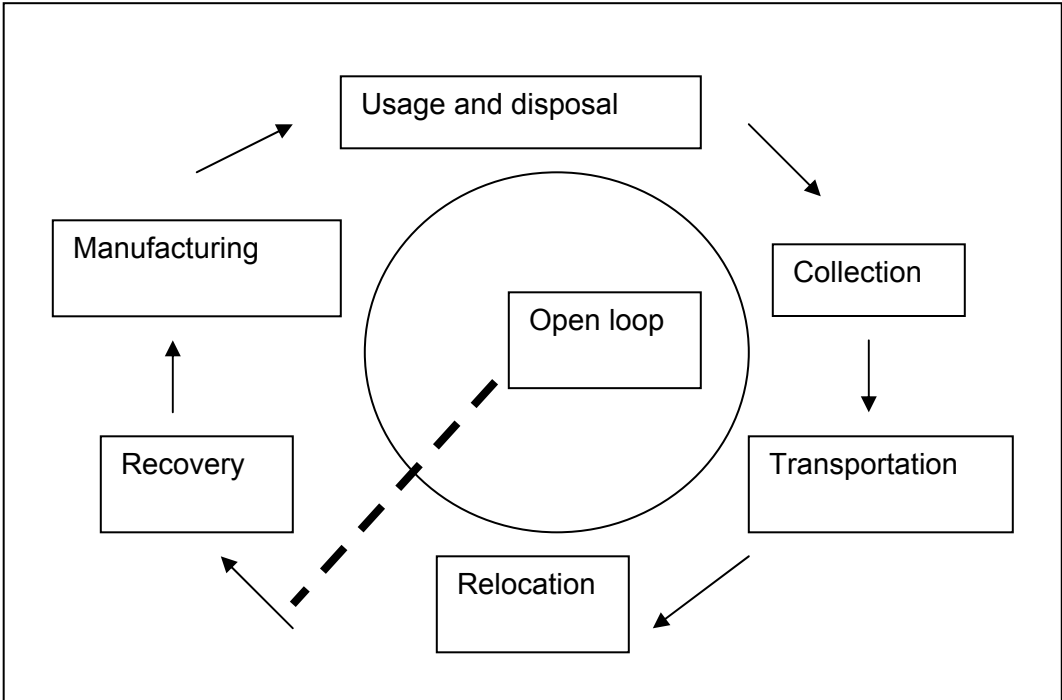 Usage and disposal
Manufacturing
Collection
Open loop
Recovery
Transportation
Relocation